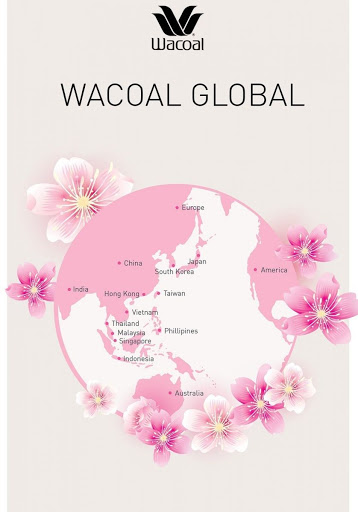 Wacoal
WACOAL GLOBAL
Europe
China
Japan
South Korea
America
India
Hong Kong
Taiwan
Vietnam
Thailand
Malaysia
Phillipines
Singapore
Indonesia
Australia